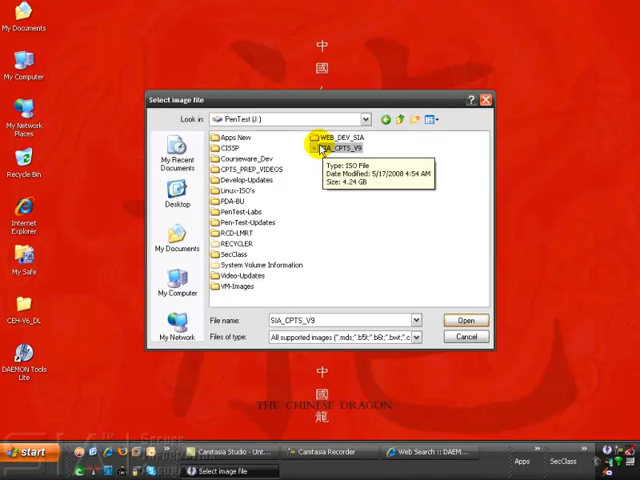 My Documents
My Computer
My Network
Places
Recycle Bin
Internet
Explorer
My Safe
CEH-V6_DL
DAEMON Tools
Lite
中
國
Select image file
Look in:
PenTest (J:)
My Recent
Documents
Desktop
My Documents
My Computer
My Network
Apps New
CISSP
Courseware_Dev
CPTS_PREP_VIDEOS
Develop-Updates
Linux-ISO's
PDA-BU
PenTest-Labs
Pen-Test-Updates
RCD-LMRT
RECYCLER
SecClass
System Volume Information
Video-Updates
VM-Images
WEB_DEV_SIA
SIA_CPTS_V9
Type: ISO File
Date Modified: 5/17/2008 4:54 AM
Size: 4.24 GB
File name:
SIA_CPTS_V9
Open
Files of type:
All supported images (*.mds;*.b5t;*.b6t;*.bwt;*.c
Cancel
中
國
龍
THE CHINESE DRAGON
start
Camtasia Studio - Unt...
Camtasia Recorder
Web Search :: DAEM...
Select image file
Apps
SecClass